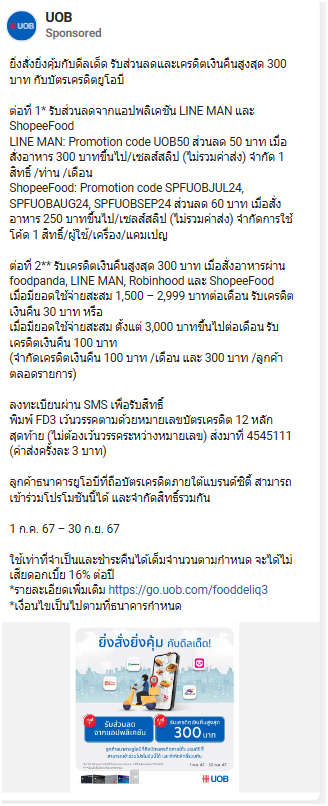 UOB
UOB
Sponsored
ยิ่งสั่งยิ่งคุ้มกับดีลเด็ด รับส่วนลดและเครดิตเงินคืนสูงสุด 300
บาท กับบัตรเครดิตยูโอบี
ต่อที่ 1* รับส่วนลดจากแอปพลิเคชัน LINE MAN และ
ShopeeFood
LINE MAN: Promotion code UOB50 ส่วนลด 50 บาท เมื่อ
สั่งอาหาร 300 บาทขึ้นไป/เซลส์สลิป (ไม่รวมค่าส่ง) จำกัด 1
สิทธิ์ /ท่าน /เดือน
ShopeeFood: Promotion code SPFUOBJUL24,
SPFUOBAUG24, SPFUOBSEP24 ส่วนลด 60 บาท เมื่อสั่ง
อาหาร 250 บาทขึ้นไป/เซลส์สลิป (ไม่รวมค่าส่ง) จำกัดการใช้
โค้ด 1 สิทธิ์/ผู้ใช้/เครื่อง/แคมเปญ
ต่อที่ 2** รับเครดิตเงินคืนสูงสุด 300 บาท เมื่อสั่งอาหารผ่าน
foodpanda, LINE MAN, Robinhood และ ShopeeFood
เมื่อมียอดใช้จ่ายสะสม 1,500 – 2,999 บาทต่อเดือน รับเครดิต
เงินคืน 30 บาท หรือ
เมื่อมียอดใช้จ่ายสะสม ตั้งแต่ 3,000 บาทขึ้นไปต่อเดือน รับ
เครดิตเงินคืน 100 บาท
(จำกัดเครดิตเงินคืน 100 บาท /เดือน และ 300 บาท /ลูกค้า
ตลอดรายการ)
ลงทะเบียนผ่าน SMS เพื่อรับสิทธิ์
พิมพ์ FD3 เว้นวรรคตามด้วยหมายเลขบัตรเครดิต 12 หลัก
สุดท้าย (ไม่ต้องเว้นวรรคระหว่างหมายเลข) ส่งมาที่ 4545111
(ค่าส่งครั้งละ 3 บาท)
ลูกค้าธนาคารยูโอบีที่ถือบัตรเครดิตภายใต้แบรนด์ซิตี้ สามารถ
เข้าร่วมโปรโมชันนี้ได้ และจำกัดสิทธิ์รวมกัน
1 ก.ค. 67 – 30 ก.ย. 67
ใช้เท่าที่จำเป็นและชำระคืนได้เต็มจำนวนตามกำหนด จะได้ไม่
เสียดอกเบี้ย 16% ต่อปี
*รายละเอียดเพิ่มเติม https://go.uob.com/fooddeliq3
*เงื่อนไขเป็นไปตามที่ธนาคารกำหนด
ยิ่งสั่งยิ่งคุ้ม กับดีลเด็ด!
รับส่วนลด
จากแอปพลิเคชัน
รับเครดิตเงินคืนสูงสุด
300 บาท
UOB